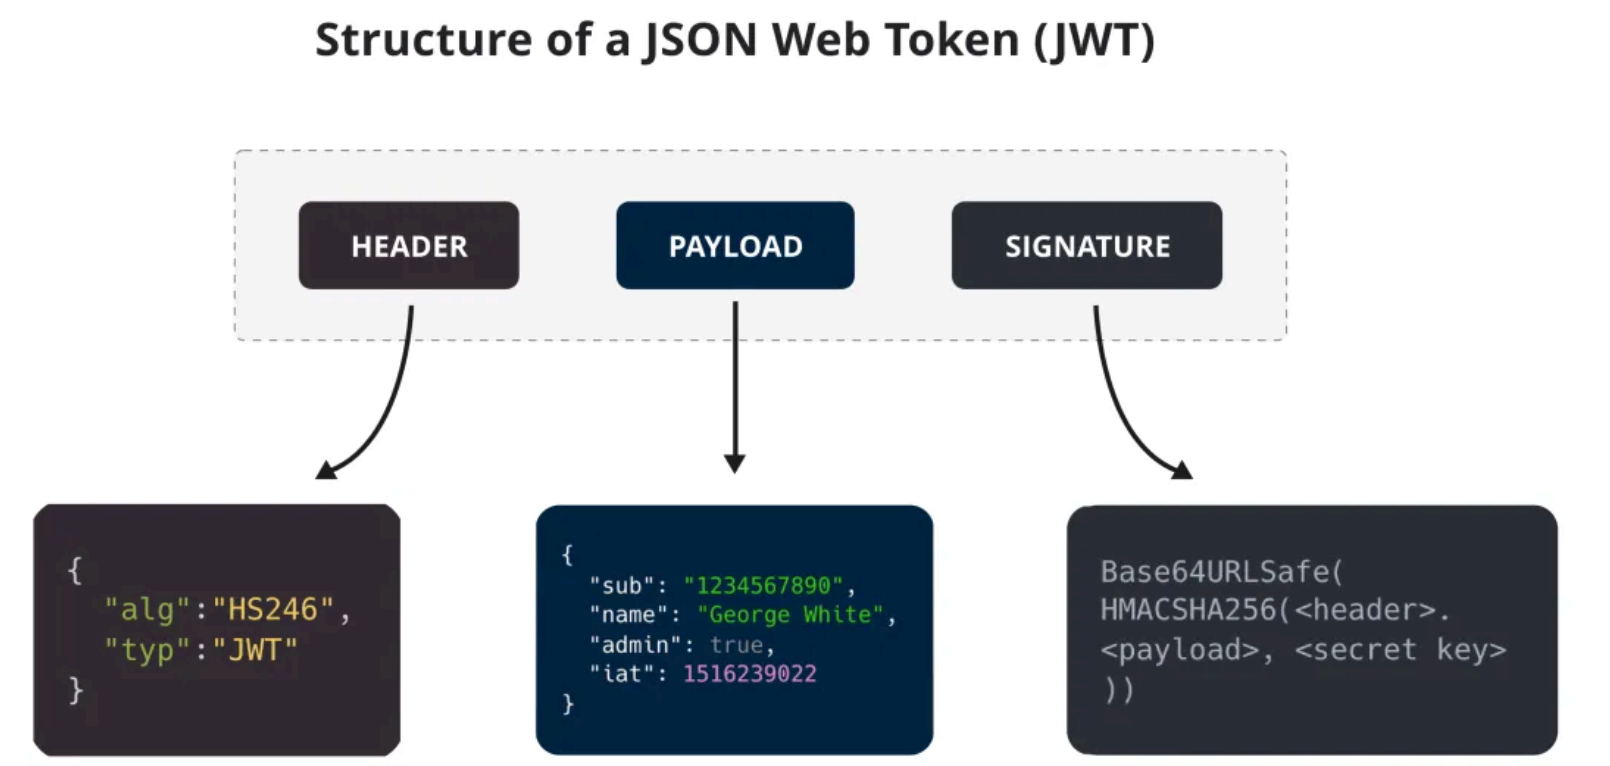 Structure of a JSON Web Token (JWT)
HEADER
PAYLOAD
SIGNATURE
{
"alg":"HS246",
"typ":"JWT"
}
{
"sub": "1234567890",
"name": "George White",
"admin": true,
"iat": 1516239022
}
Base64URLSafe(
HMACSHA256(<header>.
<payload>, <secret key>
))